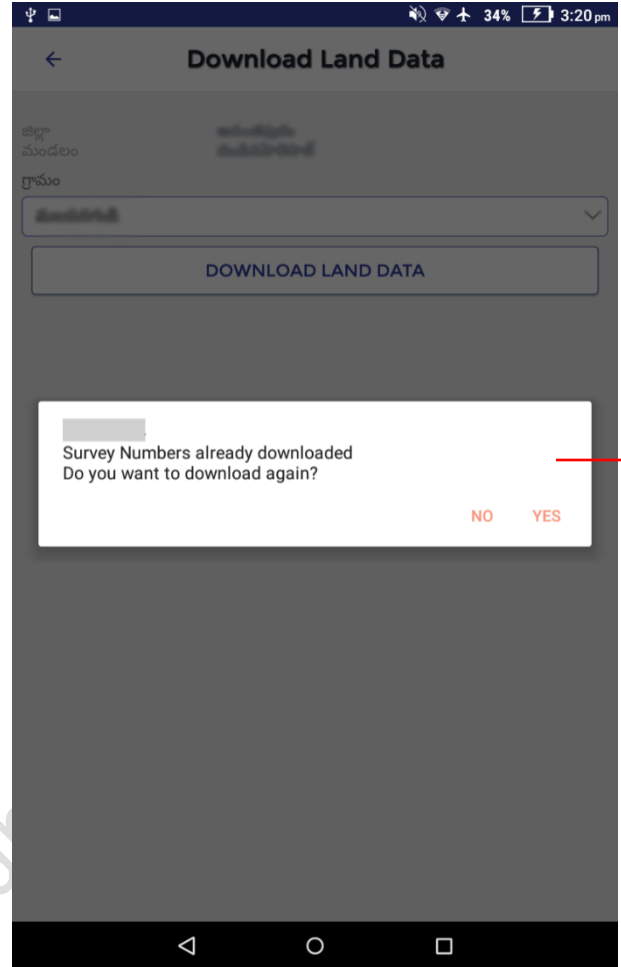 34% 3:20 pm
Download Land Data
జిల్లా
మండలం
గ్రామం
DOWNLOAD LAND DATA
Survey Numbers already downloaded
Do you want to download again?
NO YES